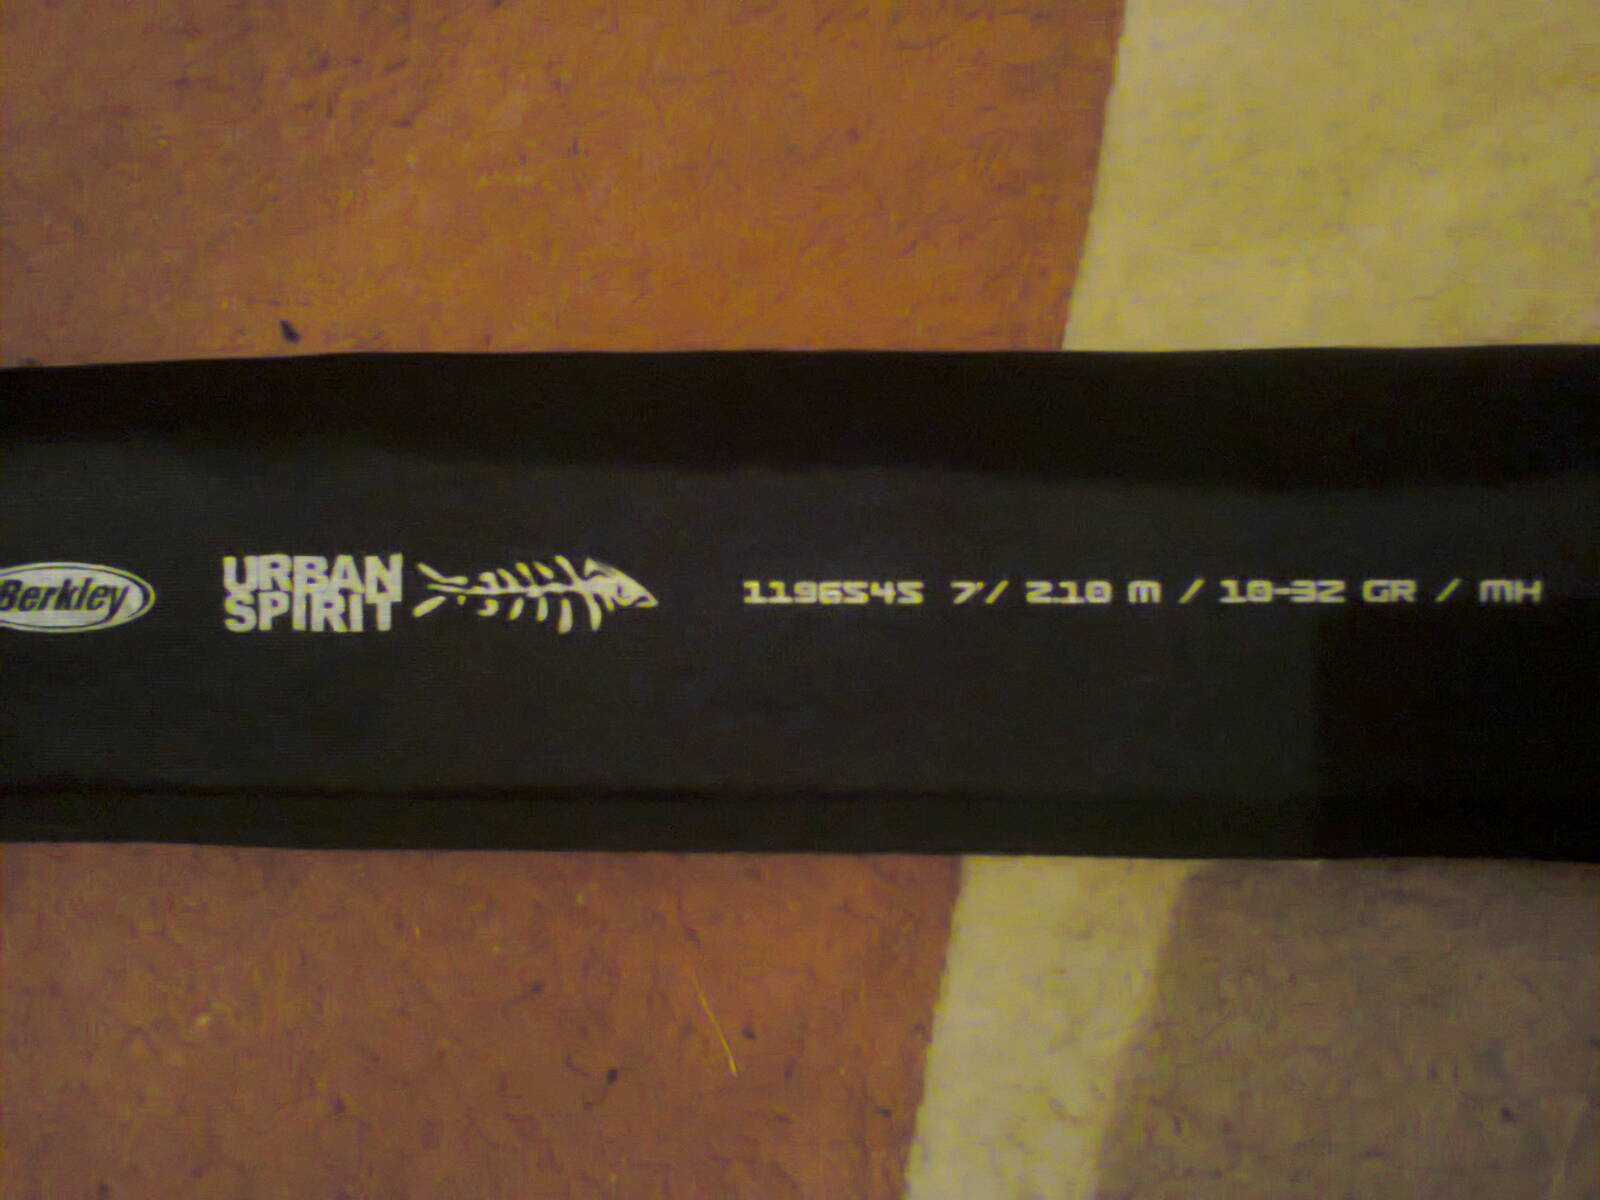 Berkley
URBAN
SPIRIT
1196545 7'/ 2.10 M / 10-32 GR / MH